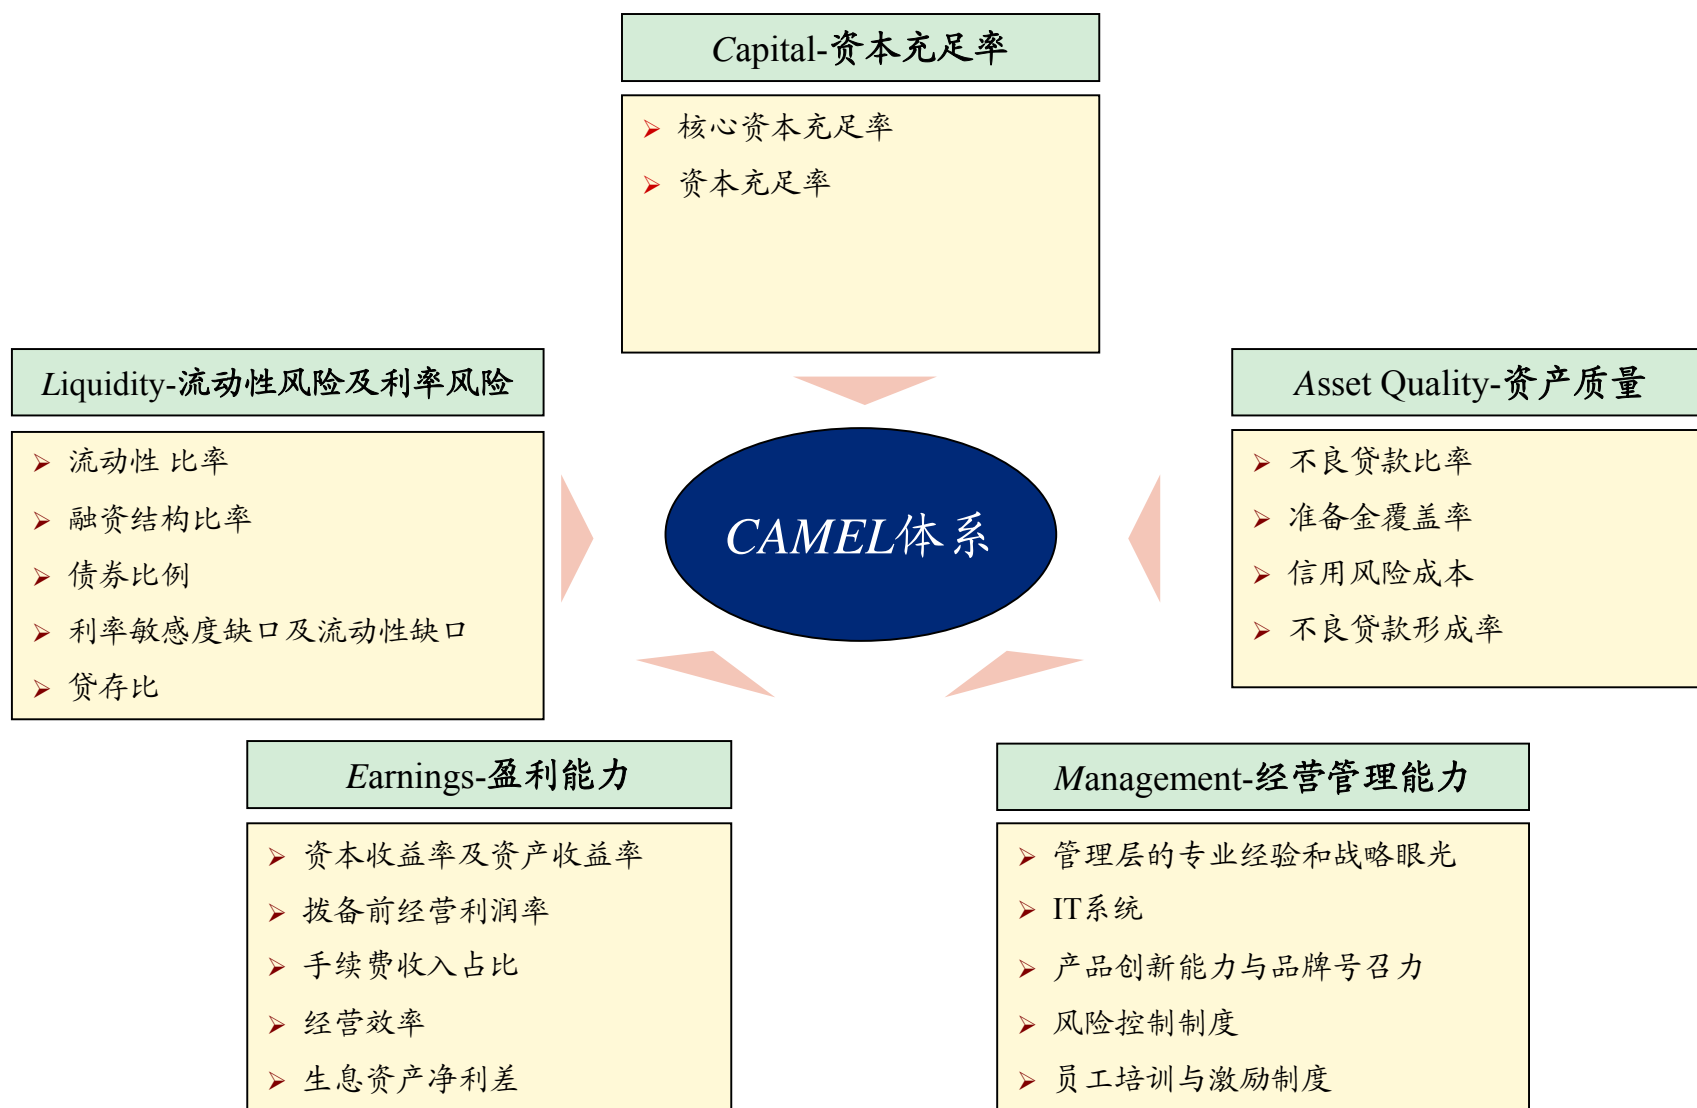 Capital-资本充足率
核心资本充足率
资本充足率
Liquidity-流动性风险及利率风险
流动性 比率
融资结构比率
债券比例
利率敏感度缺口及流动性缺口
贷存比
CAMEL体系
Asset Quality-资产质量
不良贷款比率
准备金覆盖率
信用风险成本
不良贷款形成率
Earnings-盈利能力
资本收益率及资产收益率
拨备前经营利润率
手续费收入占比
经营效率
生息资产净利差
Management-经营管理能力
管理层的专业经验和战略眼光
IT系统
产品创新能力与品牌号召力
风险控制制度
员工培训与激励制度